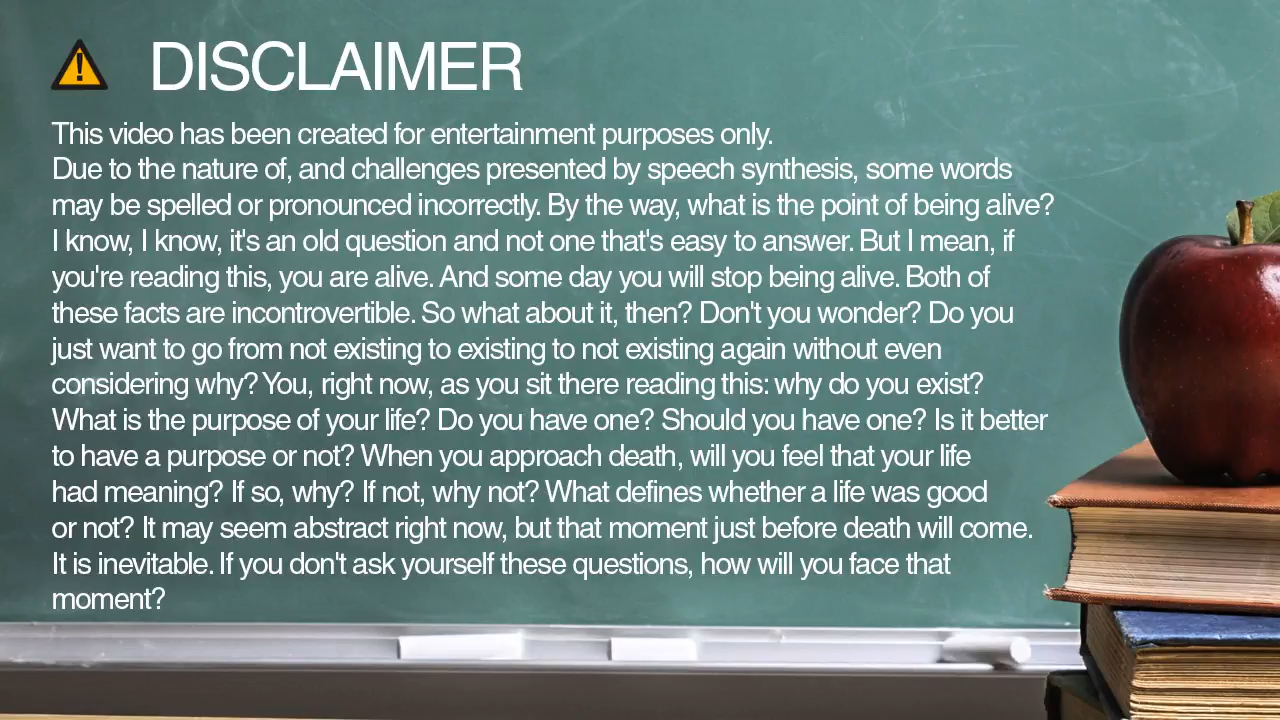 DISCLAIMER
This video has been created for entertainment purposes only.
Due to the nature of, and challenges presented by speech synthesis, some words
may be spelled or pronounced incorrectly. By the way, what is the point of being alive?
I know, I know, it's an old question and not one that's easy to answer. But I mean, if
you're reading this, you are alive. And some day you will stop being alive. Both of
these facts are incontrovertible. So what about it, then? Don't you wonder? Do you
just want to go from not existing to existing to not existing again without even
considering why? You, right now, as you sit there reading this: why do you exist?
What is the purpose of your life? Do you have one? Should you have one? Is it better
to have a purpose or not? When you approach death, will you feel that your life
had meaning? If so, why? If not, why not? What defines whether a life was good
or not? It may seem abstract right now, but that moment just before death will come.
It is inevitable. If you don't ask yourself these questions, how will you face that
moment?